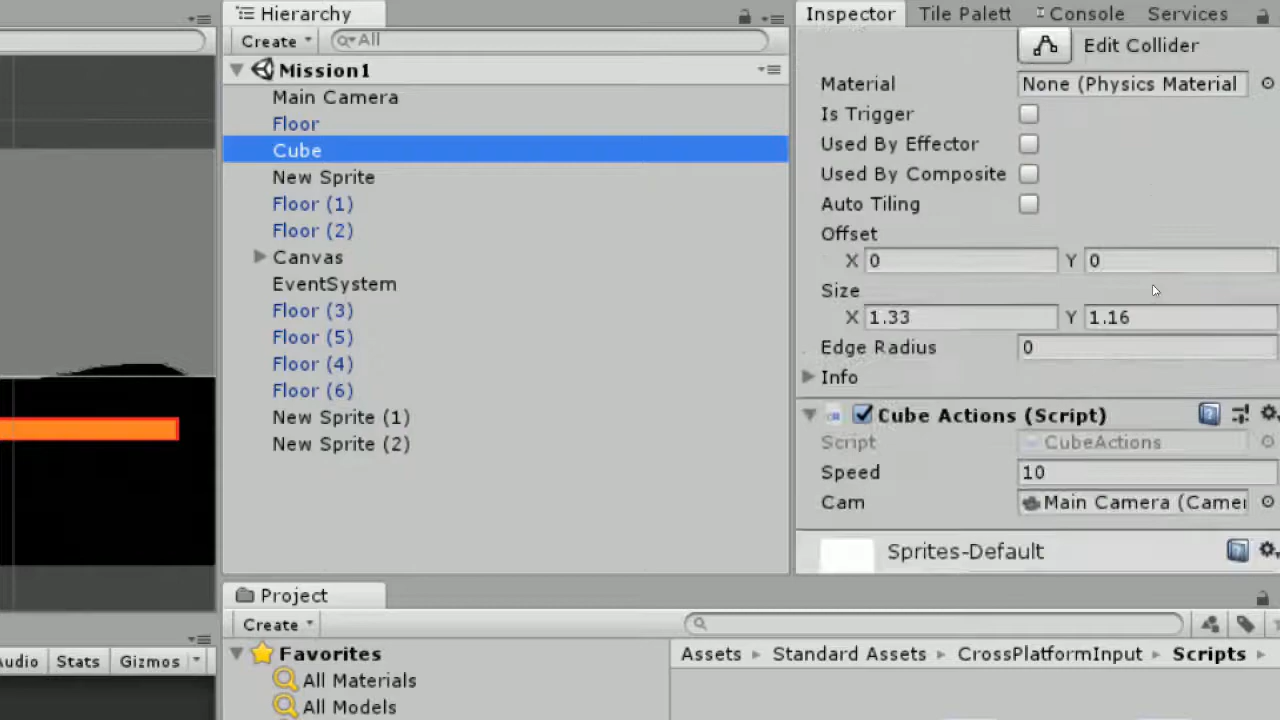 Hierarchy
Create
All
Mission1
Main Camera
Floor
Cube
New Sprite
Floor (1)
Floor (2)
Canvas
EventSystem
Floor (3)
Floor (5)
Floor (4)
Floor (6)
New Sprite (1)
New Sprite (2)
Inspector Tile Palett Console Services
Edit Collider
Material None (Physics Material
Is Trigger
Used By Effector
Used By Composite
Auto Tiling
Offset
X 0 Y 0
Size
X 1.33 Y 1.16
Edge Radius 0
Info
Cube Actions (Script)
Script CubeActions
Speed 10
Cam Main Camera (Camer
Sprites-Default
Audio Stats Gizmos
Project
Create
Favorites
All Materials
All Models
Assets Standard Assets CrossPlatformInput Scripts